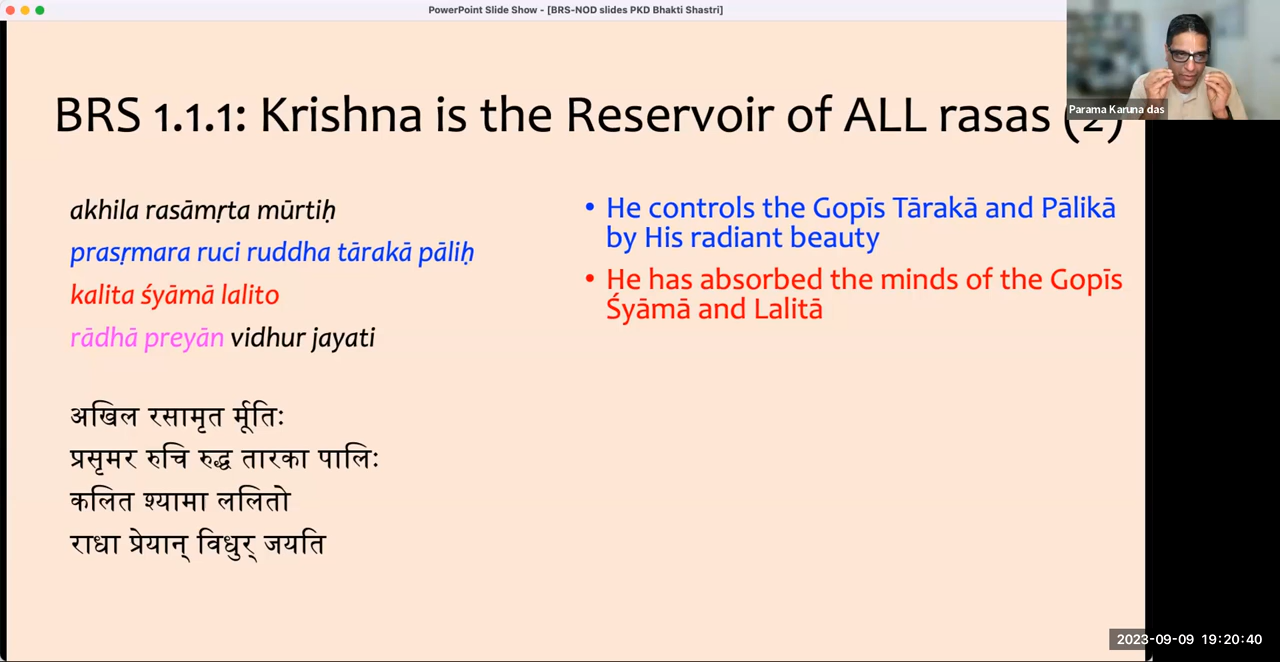 PowerPoint Slide Show - [BRS-NOD slides PKD Bhakti Shastri]
Parama Karuna das
BRS 1.1.1: Krishna is the Reservoir of ALL rasas (2)
akhila rasāmṛta mūrtiḥ
prasṛmara ruci ruddha tārakā pāliḥ
kalita śyāmā lalito
rādhā preyān vidhur jayati
अखिल रसामृत मूर्तिः
प्रसृमर रुचि रुद्ध तारका पालिः
कलित श्यामा ललितो
राधा प्रेयान् विधुर् जयति
• He controls the Gopīs Tārakā and Pālikā
by His radiant beauty
• He has absorbed the minds of the Gopīs
Śyāmā and Lalitā
2023-09-09 19:20:40